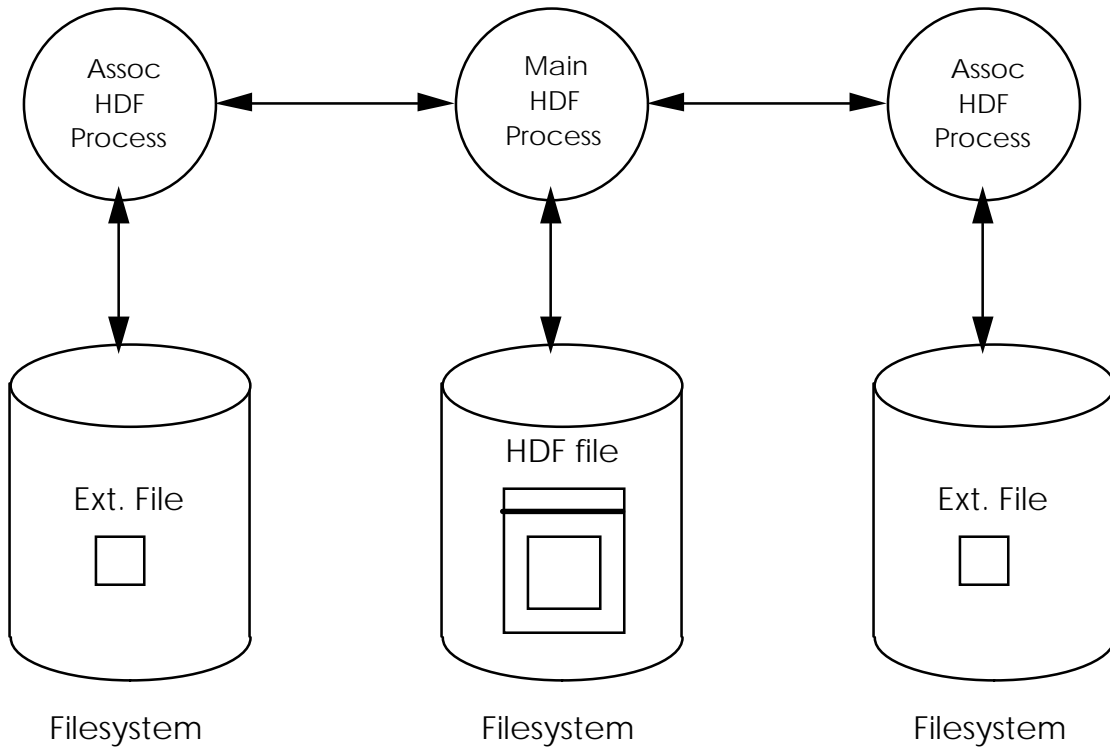 Assoc
HDF
Process
Main
HDF
Process
Assoc
HDF
Process
Ext. File
HDF file
Ext. File
Filesystem
Filesystem
Filesystem